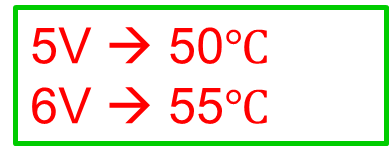 5V → 50℃
6V → 55℃